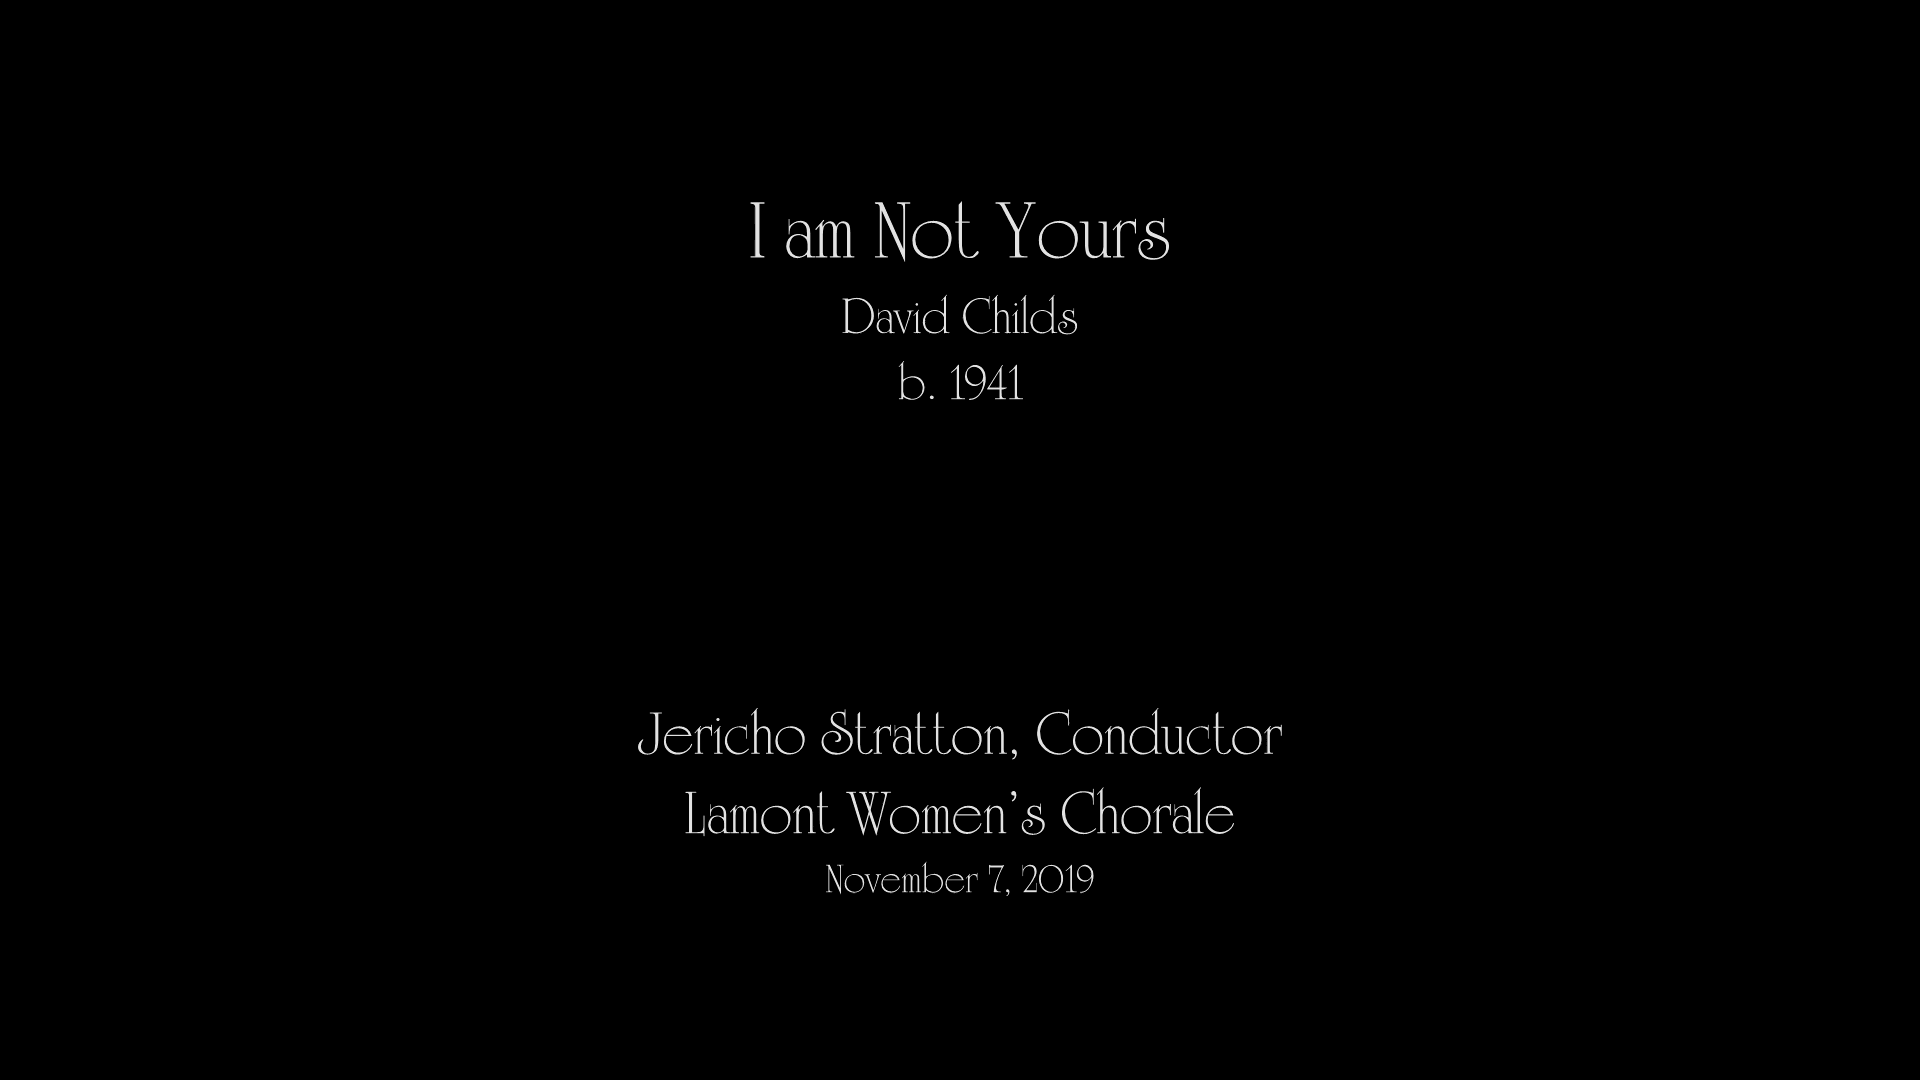 I am Not Yours
David Childs
b. 1941
Jericho Stratton, Conductor
Lamont Women’s Chorale
November 7, 2019